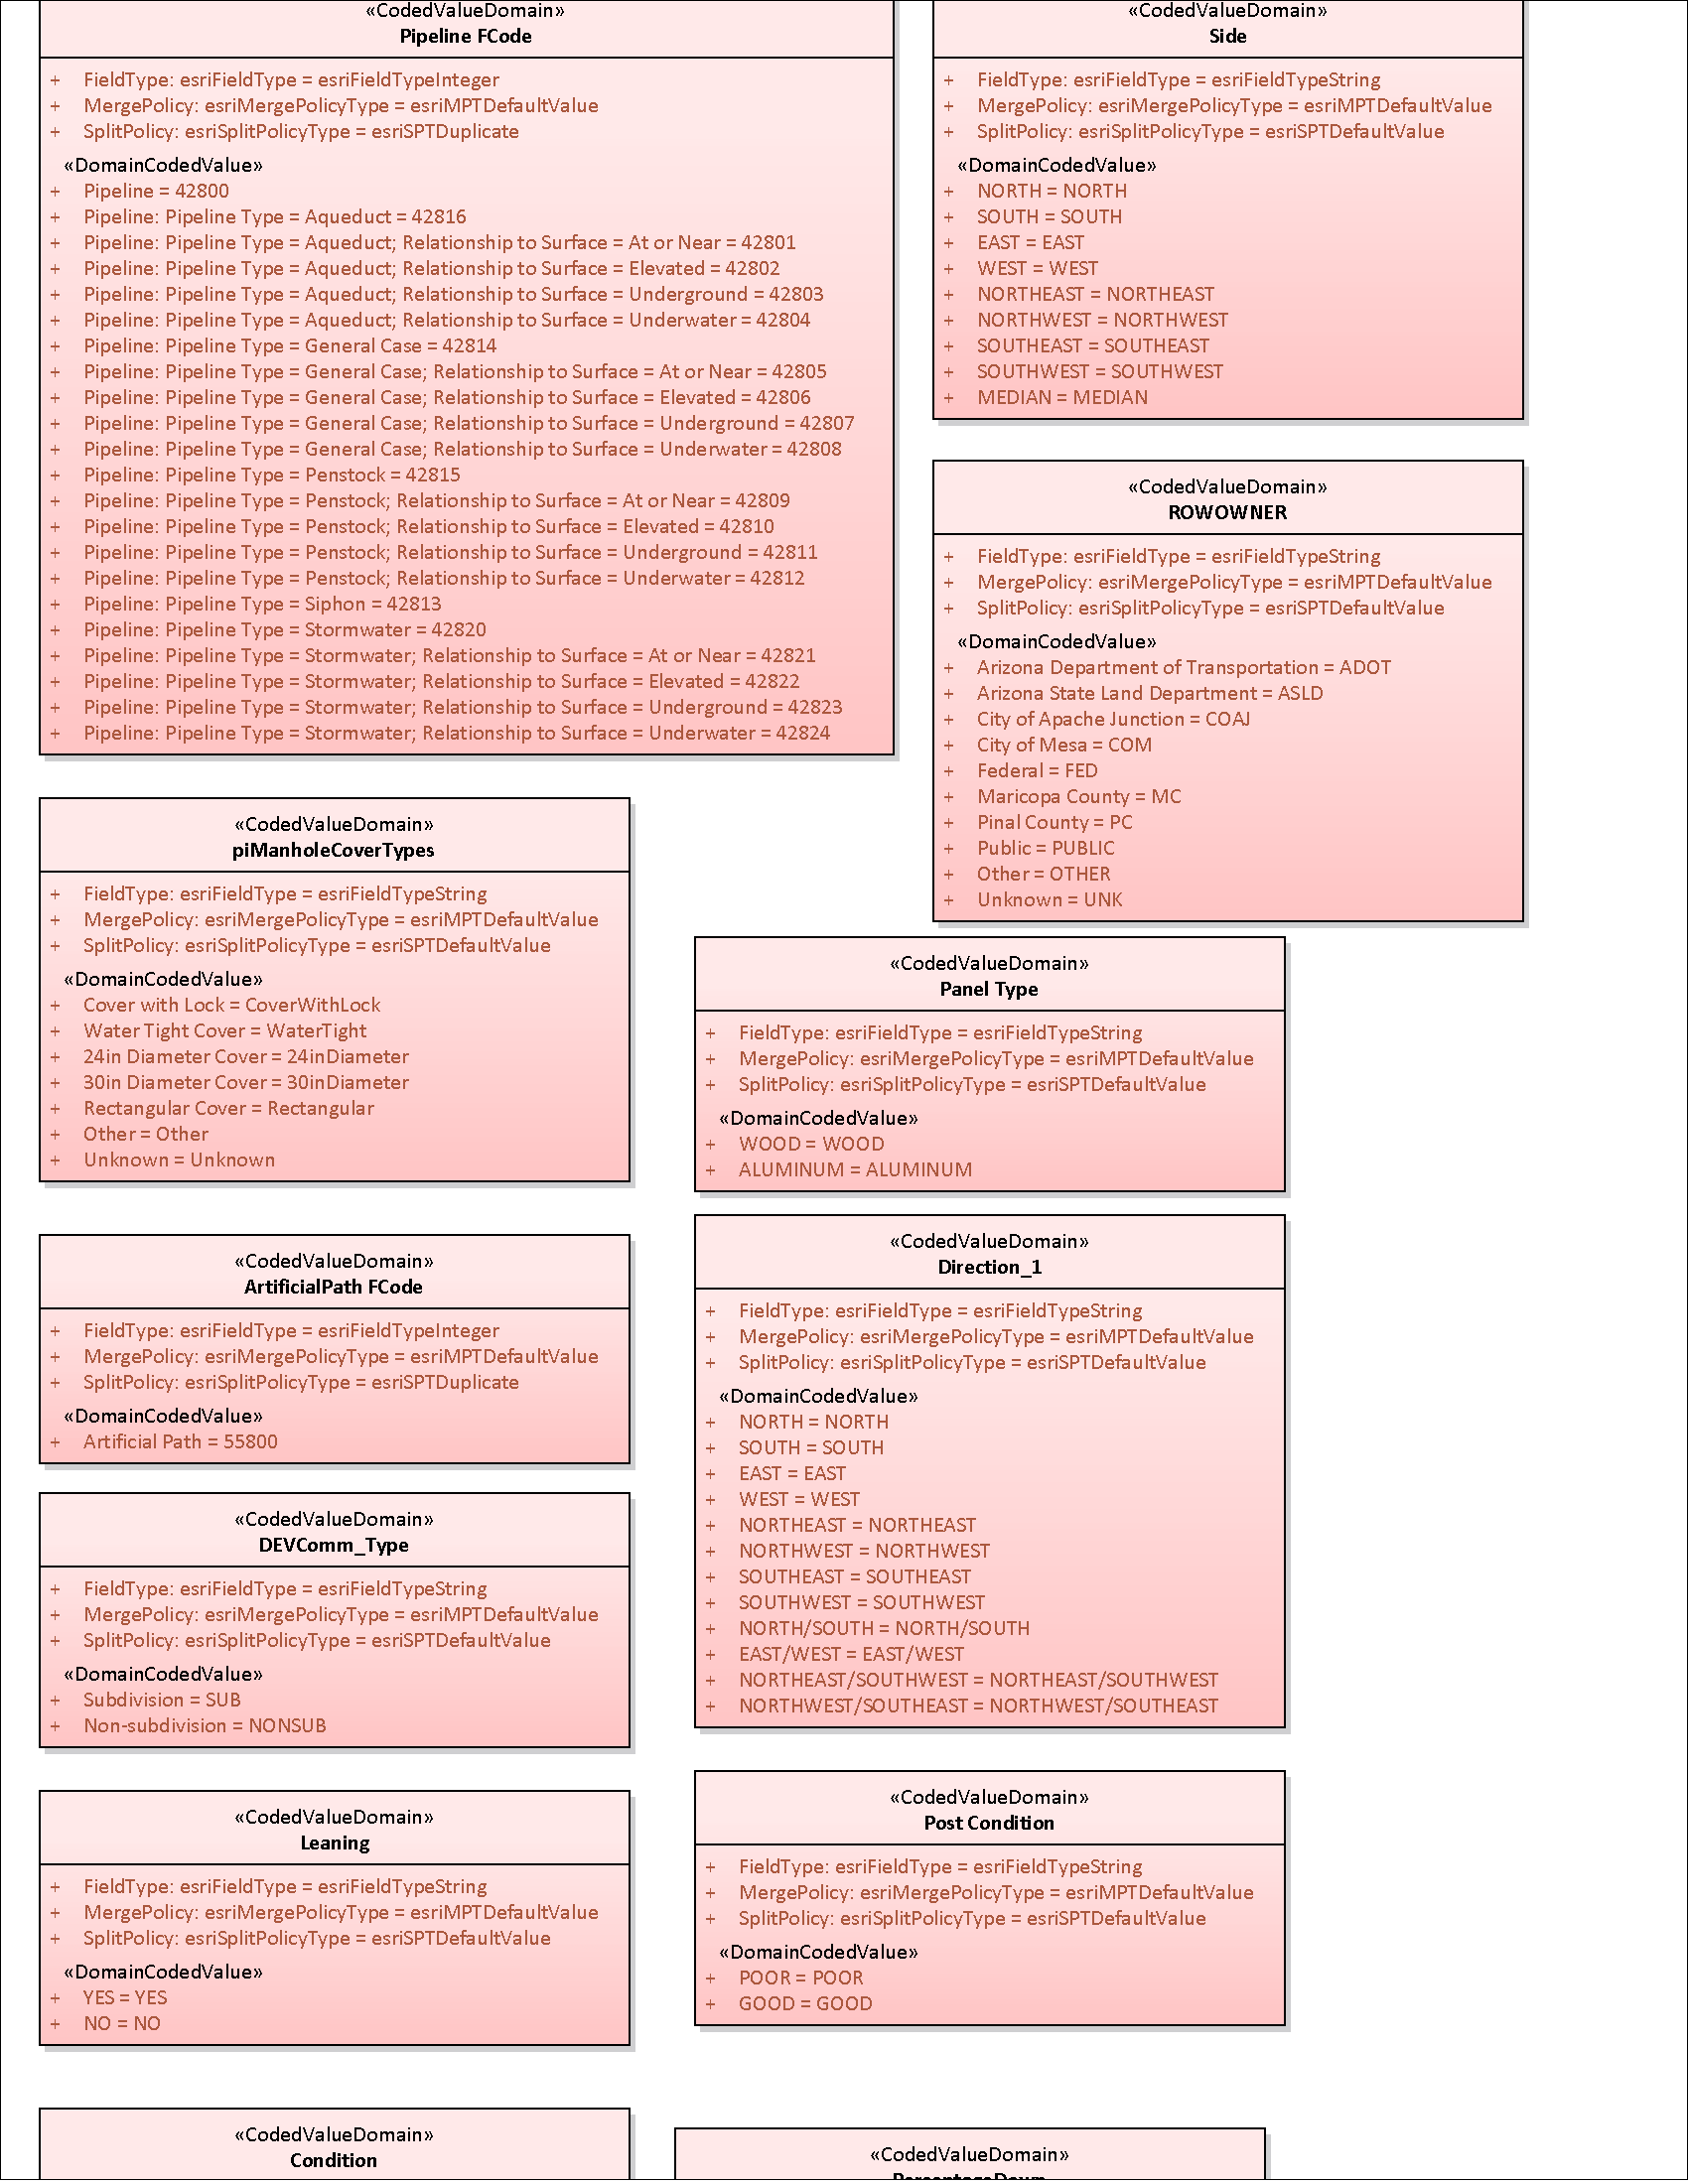 «CodedValueDomain»
Pipeline FCode
+ FieldType: esriFieldType = esriFieldTypeInteger
+ MergePolicy: esriMergePolicyType = esriMPTDefaultValue
+ SplitPolicy: esriSplitPolicyType = esriSPTDuplicate
«DomainCodedValue»
+ Pipeline = 42800
+ Pipeline: Pipeline Type = Aqueduct = 42816
+ Pipeline: Pipeline Type = Aqueduct; Relationship to Surface = At or Near = 42801
+ Pipeline: Pipeline Type = Aqueduct; Relationship to Surface = Elevated = 42802
+ Pipeline: Pipeline Type = Aqueduct; Relationship to Surface = Underground = 42803
+ Pipeline: Pipeline Type = Aqueduct; Relationship to Surface = Underwater = 42804
+ Pipeline: Pipeline Type = General Case = 42814
+ Pipeline: Pipeline Type = General Case; Relationship to Surface = At or Near = 42805
+ Pipeline: Pipeline Type = General Case; Relationship to Surface = Elevated = 42806
+ Pipeline: Pipeline Type = General Case; Relationship to Surface = Underground = 42807
+ Pipeline: Pipeline Type = General Case; Relationship to Surface = Underwater = 42808
+ Pipeline: Pipeline Type = Penstock = 42815
+ Pipeline: Pipeline Type = Penstock; Relationship to Surface = At or Near = 42809
+ Pipeline: Pipeline Type = Penstock; Relationship to Surface = Elevated = 42810
+ Pipeline: Pipeline Type = Penstock; Relationship to Surface = Underground = 42811
+ Pipeline: Pipeline Type = Penstock; Relationship to Surface = Underwater = 42812
+ Pipeline: Pipeline Type = Siphon = 42813
+ Pipeline: Pipeline Type = Stormwater = 42820
+ Pipeline: Pipeline Type = Stormwater; Relationship to Surface = At or Near = 42821
+ Pipeline: Pipeline Type = Stormwater; Relationship to Surface = Elevated = 42822
+ Pipeline: Pipeline Type = Stormwater; Relationship to Surface = Underground = 42823
+ Pipeline: Pipeline Type = Stormwater; Relationship to Surface = Underwater = 42824
«CodedValueDomain»
Side
+ FieldType: esriFieldType = esriFieldTypeString
+ MergePolicy: esriMergePolicyType = esriMPTDefaultValue
+ SplitPolicy: esriSplitPolicyType = esriSPTDefaultValue
«DomainCodedValue»
+ NORTH = NORTH
+ SOUTH = SOUTH
+ EAST = EAST
+ WEST = WEST
+ NORTHEAST = NORTHEAST
+ NORTHWEST = NORTHWEST
+ SOUTHEAST = SOUTHEAST
+ SOUTHWEST = SOUTHWEST
+ MEDIAN = MEDIAN
«CodedValueDomain»
ROWOWNER
+ FieldType: esriFieldType = esriFieldTypeString
+ MergePolicy: esriMergePolicyType = esriMPTDefaultValue
+ SplitPolicy: esriSplitPolicyType = esriSPTDefaultValue
«DomainCodedValue»
+ Arizona Department of Transportation = ADOT
+ Arizona State Land Department = ASLD
+ City of Apache Junction = COAJ
+ City of Mesa = COM
+ Federal = FED
+ Maricopa County = MC
+ Pinal County = PC
+ Public = PUBLIC
+ Other = OTHER
+ Unknown = UNK
«CodedValueDomain»
piManholeCoverTypes
+ FieldType: esriFieldType = esriFieldTypeString
+ MergePolicy: esriMergePolicyType = esriMPTDefaultValue
+ SplitPolicy: esriSplitPolicyType = esriSPTDefaultValue
«DomainCodedValue»
+ Cover with Lock = CoverWithLock
+ Water Tight Cover = WaterTight
+ 24in Diameter Cover = 24inDiameter
+ 30in Diameter Cover = 30inDiameter
+ Rectangular Cover = Rectangular
+ Other = Other
+ Unknown = Unknown
«CodedValueDomain»
Panel Type
+ FieldType: esriFieldType = esriFieldTypeString
+ MergePolicy: esriMergePolicyType = esriMPTDefaultValue
+ SplitPolicy: esriSplitPolicyType = esriSPTDefaultValue
«DomainCodedValue»
+ WOOD = WOOD
+ ALUMINUM = ALUMINUM
«CodedValueDomain»
ArtificialPath FCode
+ FieldType: esriFieldType = esriFieldTypeInteger
+ MergePolicy: esriMergePolicyType = esriMPTDefaultValue
+ SplitPolicy: esriSplitPolicyType = esriSPTDuplicate
«DomainCodedValue»
+ Artificial Path = 55800
«CodedValueDomain»
Direction_1
+ FieldType: esriFieldType = esriFieldTypeString
+ MergePolicy: esriMergePolicyType = esriMPTDefaultValue
+ SplitPolicy: esriSplitPolicyType = esriSPTDefaultValue
«DomainCodedValue»
+ NORTH = NORTH
+ SOUTH = SOUTH
+ EAST = EAST
+ WEST = WEST
+ NORTHEAST = NORTHEAST
+ NORTHWEST = NORTHWEST
+ SOUTHEAST = SOUTHEAST
+ SOUTHWEST = SOUTHWEST
+ NORTH/SOUTH = NORTH/SOUTH
+ EAST/WEST = EAST/WEST
+ NORTHEAST/SOUTHWEST = NORTHEAST/SOUTHWEST
+ NORTHWEST/SOUTHEAST = NORTHWEST/SOUTHEAST
«CodedValueDomain»
DEVComm_Type
+ FieldType: esriFieldType = esriFieldTypeString
+ MergePolicy: esriMergePolicyType = esriMPTDefaultValue
+ SplitPolicy: esriSplitPolicyType = esriSPTDefaultValue
«DomainCodedValue»
+ Subdivision = SUB
+ Non-subdivision = NONSUB
«CodedValueDomain»
Leaning
+ FieldType: esriFieldType = esriFieldTypeString
+ MergePolicy: esriMergePolicyType = esriMPTDefaultValue
+ SplitPolicy: esriSplitPolicyType = esriSPTDefaultValue
«DomainCodedValue»
+ YES = YES
+ NO = NO
«CodedValueDomain»
Post Condition
+ FieldType: esriFieldType = esriFieldTypeString
+ MergePolicy: esriMergePolicyType = esriMPTDefaultValue
+ SplitPolicy: esriSplitPolicyType = esriSPTDefaultValue
«DomainCodedValue»
+ POOR = POOR
+ GOOD = GOOD
«CodedValueDomain»
Condition
«CodedValueDomain»